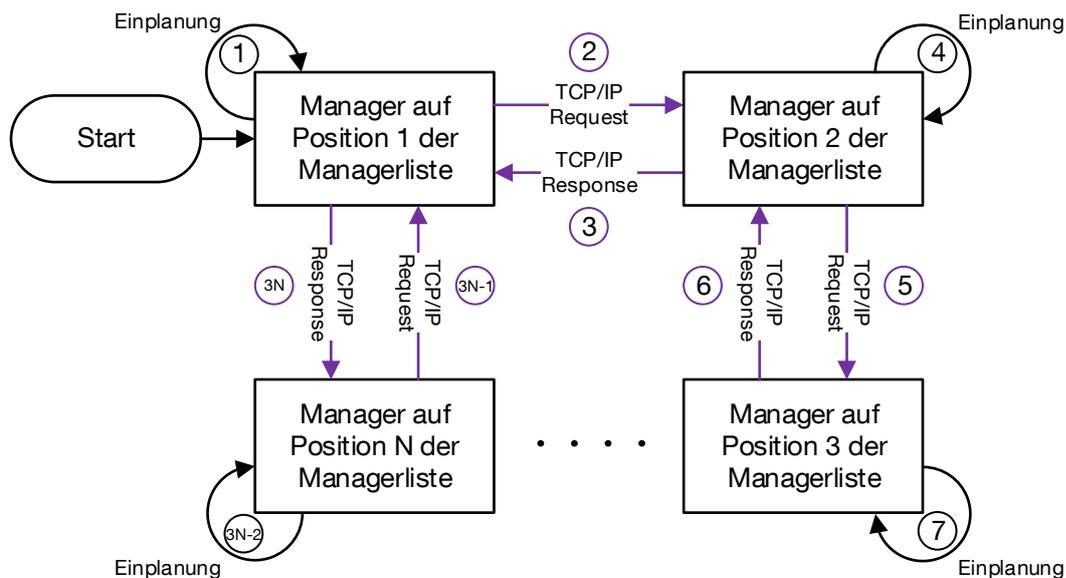 Einplanung
1
2
4
Einplanung
Start
Manager auf
Position 1 der
Managerliste
TCP/IP
Request
TCP/IP
Response
3
Manager auf
Position 2 der
Managerliste
3N
TCP/IP
Response
TCP/IP
Request
3N-1
6
TCP/IP
Response
TCP/IP
Request
5
Manager auf
Position N der
Managerliste
. . . .
Manager auf
Position 3 der
Managerliste
3N-2
Einplanung
7
Einplanung